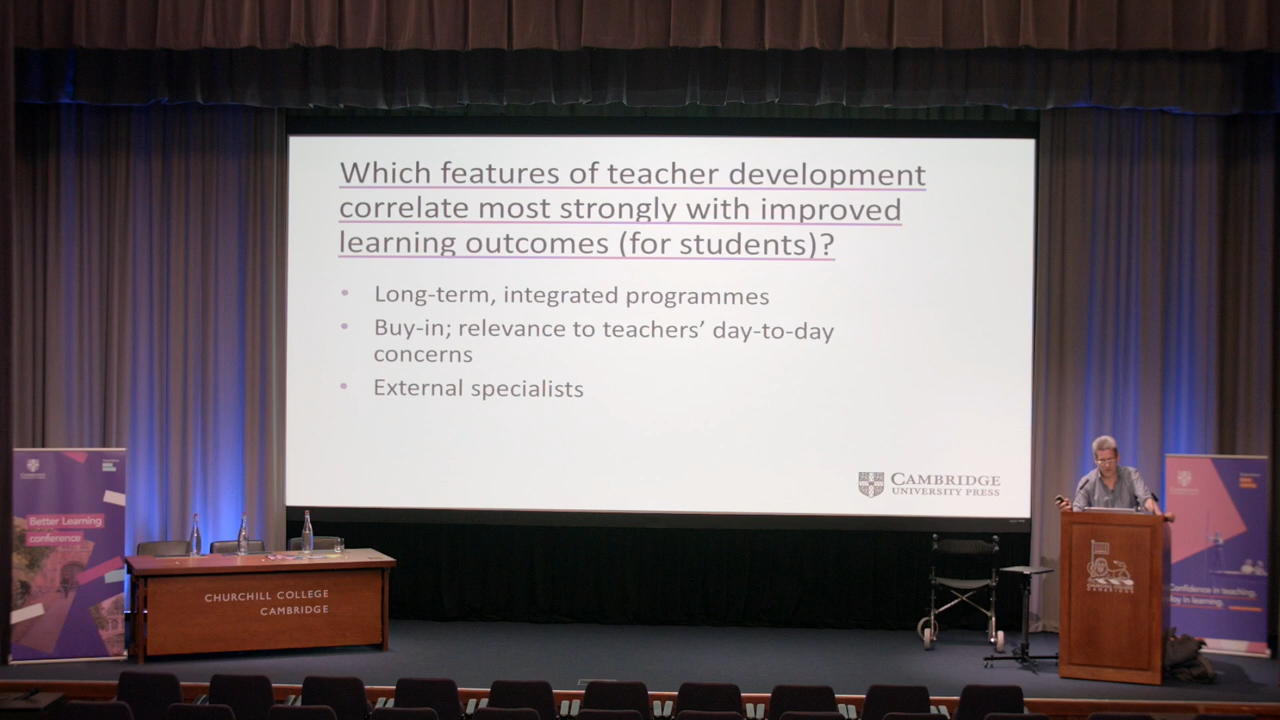 Which features of teacher development
correlate most strongly with improved
learning outcomes (for students)?
• Long-term, integrated programmes
• Buy-in; relevance to teachers’ day-to-day
concerns
• External specialists
CAMBRIDGE
UNIVERSITY PRESS
Better Learning
conference
CHURCHILL COLLEGE
CAMBRIDGE
Confidence in teaching,
Joy in learning.